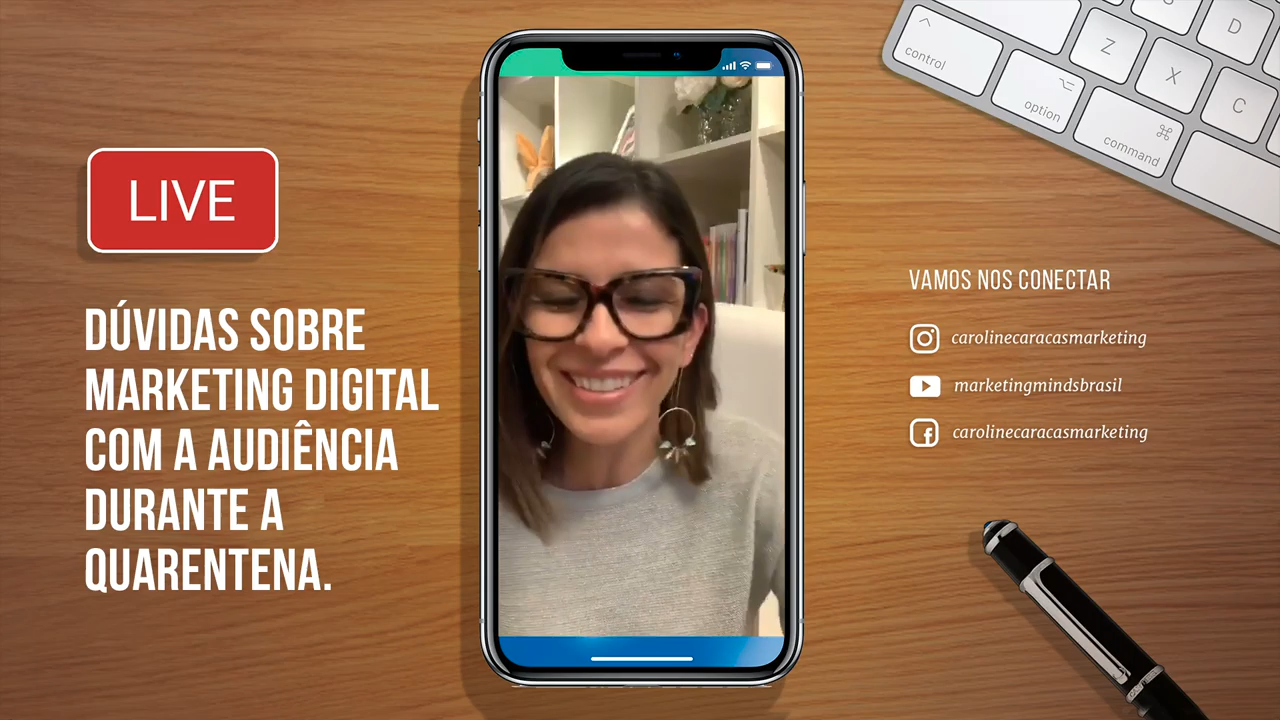 LIVE
DÚVIDAS SOBRE
MARKETING DIGITAL
COM A AUDIÊNCIA
DURANTE A
QUARENTENA.
VAMOS NOS CONECTAR
carolinecaracasmarketing
marketingmindsbrasil
carolinecaracasmarketing
control
option
command
Z
X
C
S
D